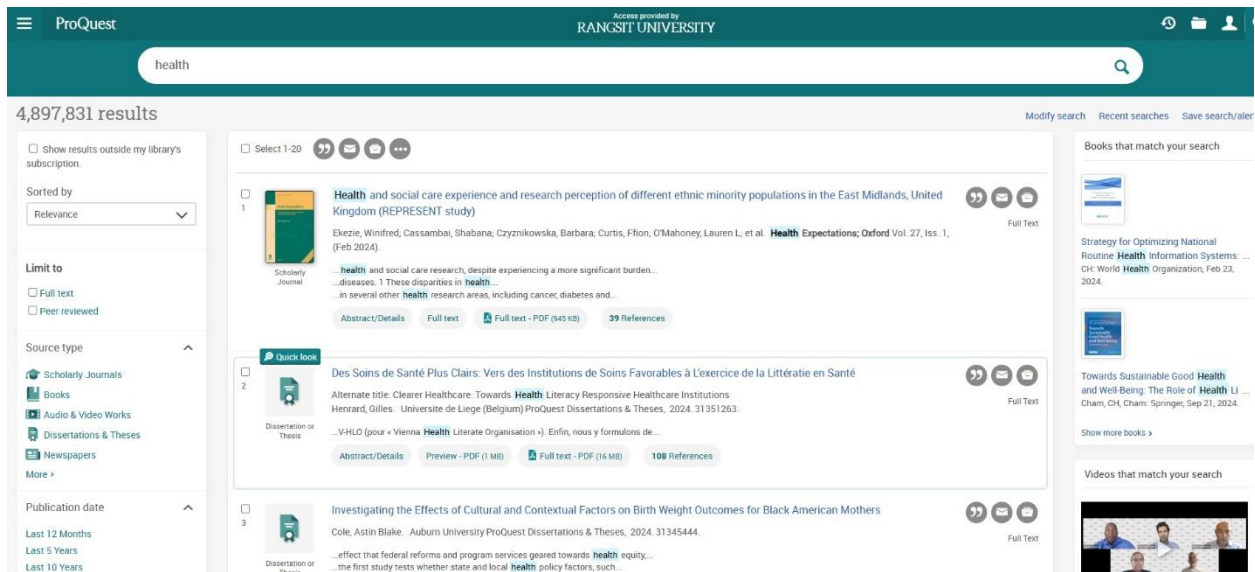 ProQuest
Access provided by
RANGSIT UNIVERSITY
health
4,897,831 results
Modify search Recent searches Save search/aler
Show results outside my library's
subscription.
Sorted by
Relevance
Limit to
Full text
Peer reviewed
Source type
Scholarly Journals
Books
Audio & Video Works
Dissertations & Theses
Newspapers
More >
Publication date
Last 12 Months
Last 5 Years
Last 10 Years
Select 1-20
1
Scholarly
Journal
Health and social care experience and research perception of different ethnic minority populations in the East Midlands, United
Kingdom (REPRESENT study)
Ekezie, Winifred; Cassambai, Shabana; Czyznikowska, Barbara; Curtis, Ffion; O'Mahoney, Lauren L; et al. Health Expectations; Oxford Vol. 27, Iss. 1,
(Feb 2024).
...health and social care research, despite experiencing a more significant burden...
...diseases. 1 These disparities in health...
...in several other health research areas, including cancer, diabetes and...
Abstract/Details Full text Full text - PDF (945 KB) 39 References
Full Text
Quick look
2
Dissertation or
Thesis
Des Soins de Santé Plus Clairs: Vers des Institutes de Soins Favorables à L'exercice de la Littératie en Santé
Alternate title: Clearer Healthcare: Towards Health Literacy Responsive Healthcare Institutions
Henrard, Gilles. Universite de Liege (Belgium) ProQuest Dissertations & Theses, 2024. 31351263.
...V-HLO (pour « Vienna Health Literate Organisation »). Enfin, nous y formulons de...
Abstract/Details Preview - PDF (1 MB) Full text - PDF (16 MB) 108 References
Full Text
3
Dissertation or
Thesis
Investigating the Effects of Cultural and Contextual Factors on Birth Weight Outcomes for Black American Mothers
Cole, Astin Blake. Auburn University ProQuest Dissertations & Theses, 2024. 31345444.
...effect that federal reforms and program services geared towards health equity,...
...the first study tests whether state and local health policy factors, such...
Full Text
Books that match your search
Strategy for Optimizing National
Routine Health Information Systems: ...
CH: World Health Organization, Feb 23,
2024.
Towards Sustainable Good Health
and Well-Being: The Role of Health Li ...
Cham, CH, Cham: Springer, Sep 21, 2024.
Show more books >
Videos that match your search